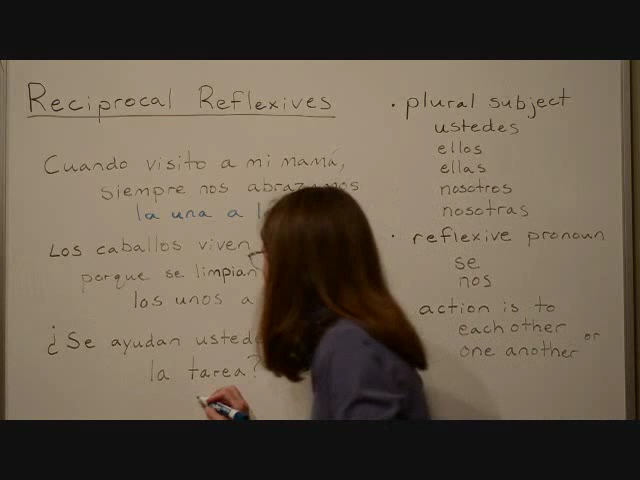 Reciprocal Reflexives
Cuando visito a mi mamá,
siempre nos abrazamos
la una a
Los caballos viven
porque se limpian
los unos a
¿Se ayudan
la tarea?
• plural subject
ustedes
ellos
ellas
nosotros
nosotras
• reflexive pronoun
se
nos
action is to
each other or
one another